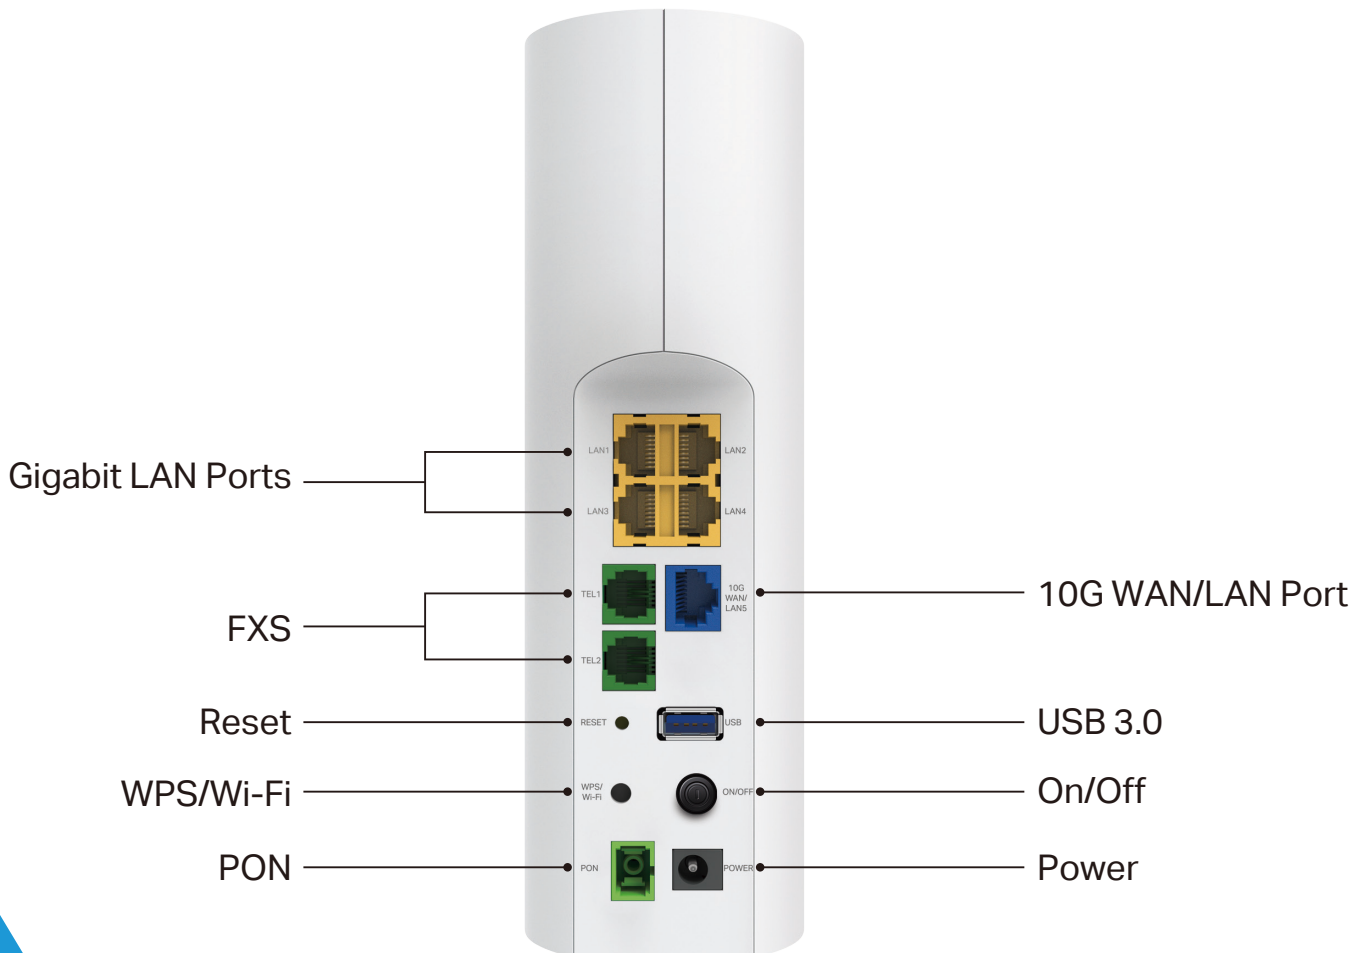 Gigabit LAN Ports
LAN1
LAN2
LAN3
LAN4
FXS
TEL1
TEL2
10G
WAN/
LAN5
10G WAN/LAN Port
Reset
RESET
USB
USB 3.0
WPS/Wi-Fi
WPS/
Wi-Fi
ON/OFF
On/Off
PON
PON
POWER
Power